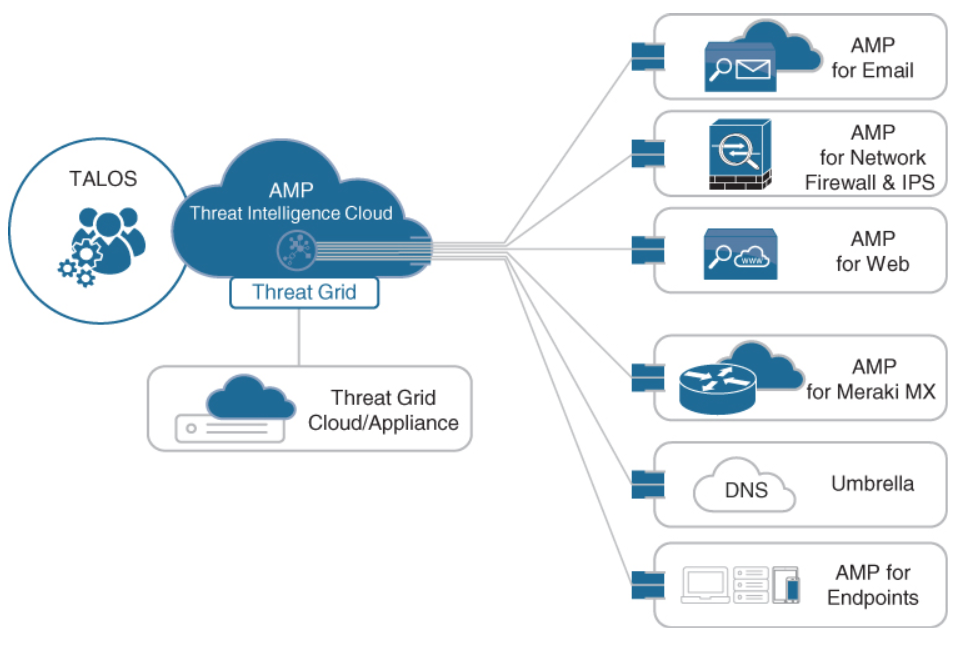 TALOS
AMP
Threat Intelligence Cloud
Threat Grid
Threat Grid
Cloud/Appliance
AMP
for Email
AMP
for Network
Firewall & IPS
www
AMP
for Web
AMP
for Meraki MX
DNS
Umbrella
AMP for
Endpoints